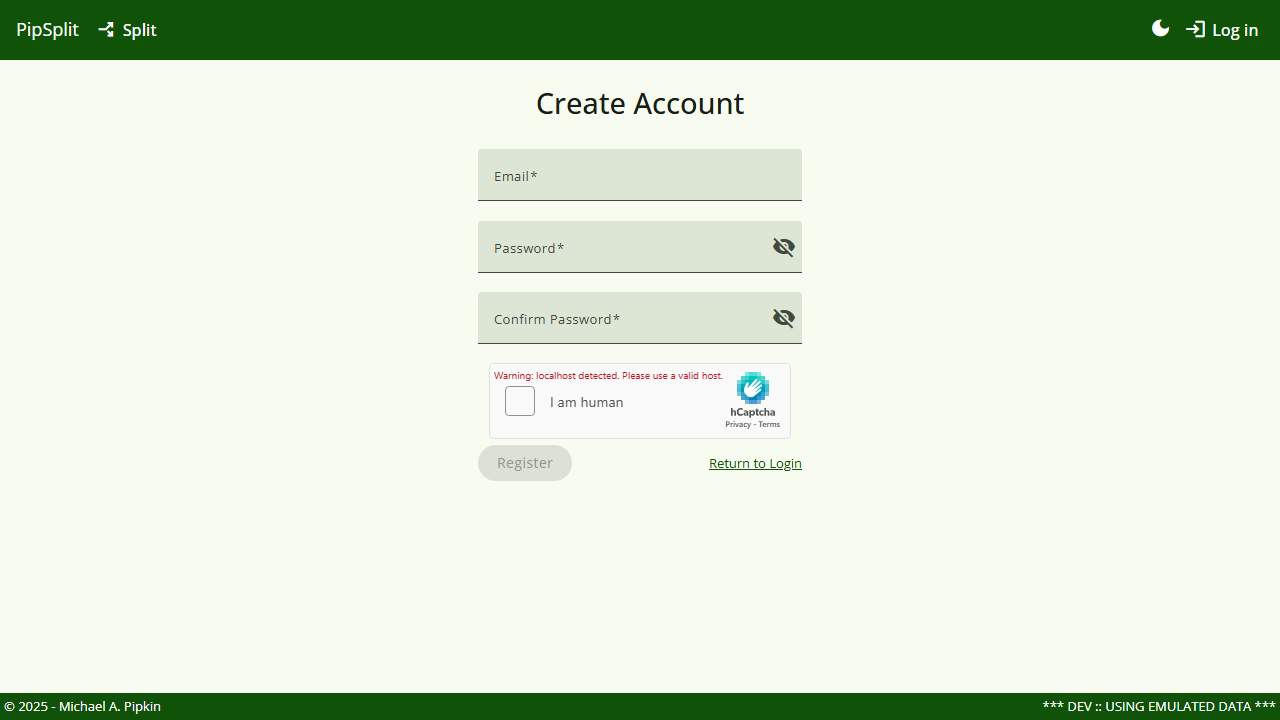 PipSplit Split Log in
Create Account
Email*
Password*
Confirm Password*
Warning: localhost detected. Please use a valid host.
I am human
hCaptcha
Privacy - Terms
Register Return to Login
© 2025 - Michael A. Pipkin *** DEV :: USING EMULATED DATA ***